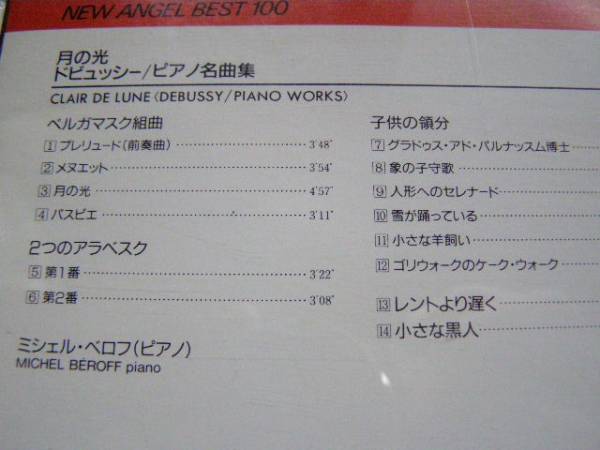 NEW ANGEL BEST 100
月の光
ドビュッシー/ピアノ名曲集
CLAIR DE LUNE〈DEBUSSY/PIANO WORKS〉
ベルガマスク組曲
1 プレリュード(前奏曲) 3'48"
2 メヌエット 3'54"
3 月の光 4'57"
4 パスピエ 3'11"
2つのアラベスク
5 第1番 3'22"
6 第2番 3'08"
ミシェル・ベロフ(ピアノ)
MICHEL BÉROFF piano
子供の領分
7 グラドゥス・アド・パルナッスム博士
8 象の子守歌
9 人形へのセレナード
10 雪が踊っている
11 小さな羊飼い
12 ゴリウォークのケーク・ウォーク
13 レントより遅く
14 小さな黒人